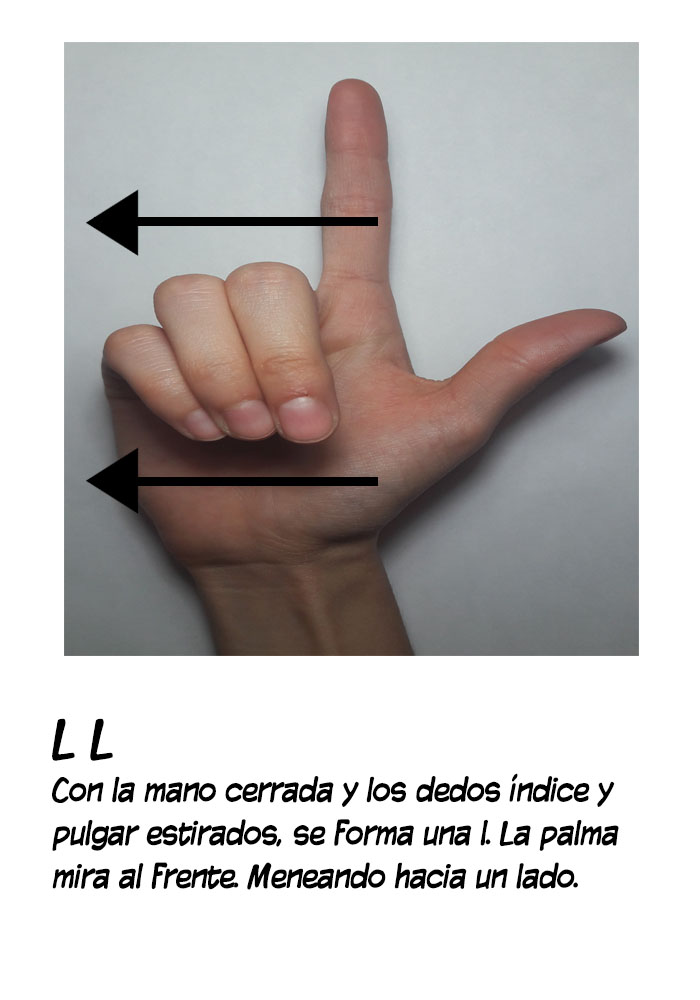 L L
Con la mano cerrada y los dedos índice y
pulgar estirados, se forma una l. La palma
mira al frente. Meneando hacia un lado.